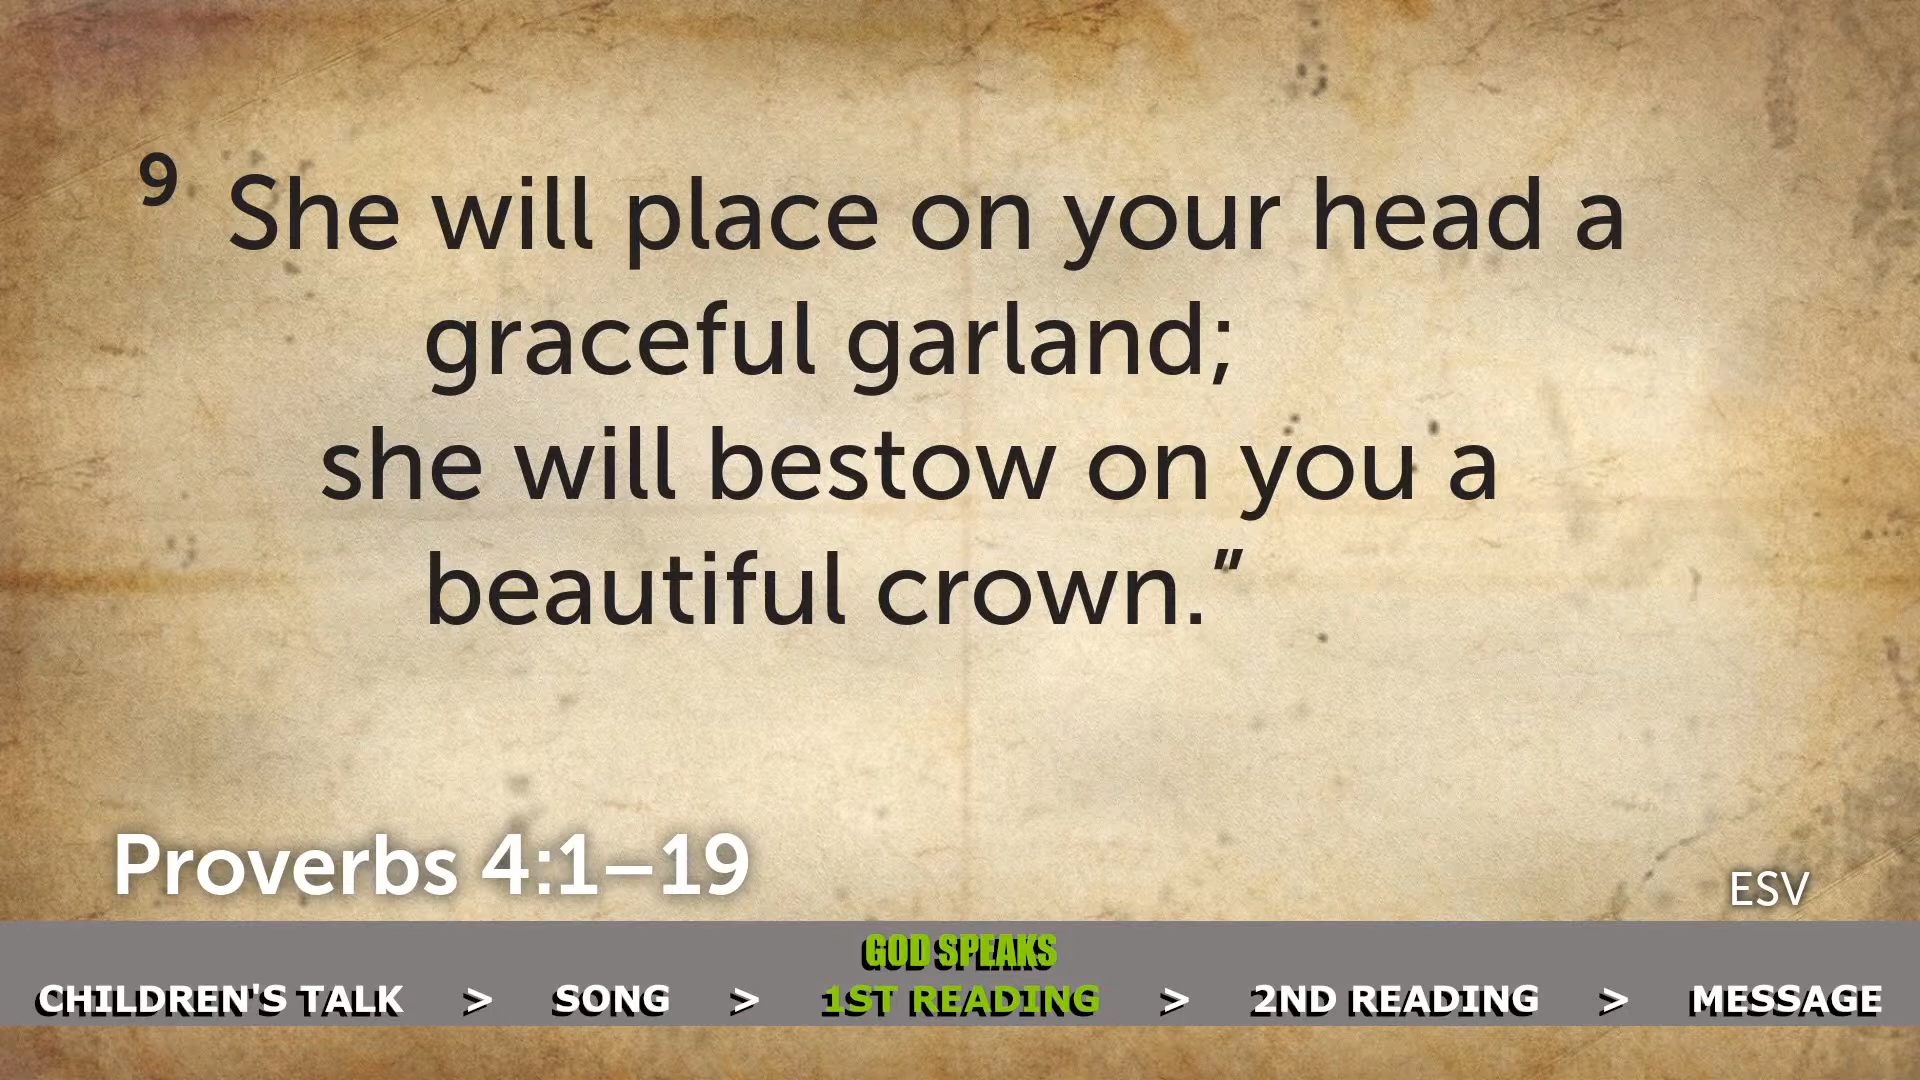 9 She will place on your head a
graceful garland;
she will bestow on you a
beautiful crown.”
Proverbs 4:1–19
ESV
GOD SPEAKS
CHILDREN'S TALK > SONG > 1ST READING > 2ND READING > MESSAGE